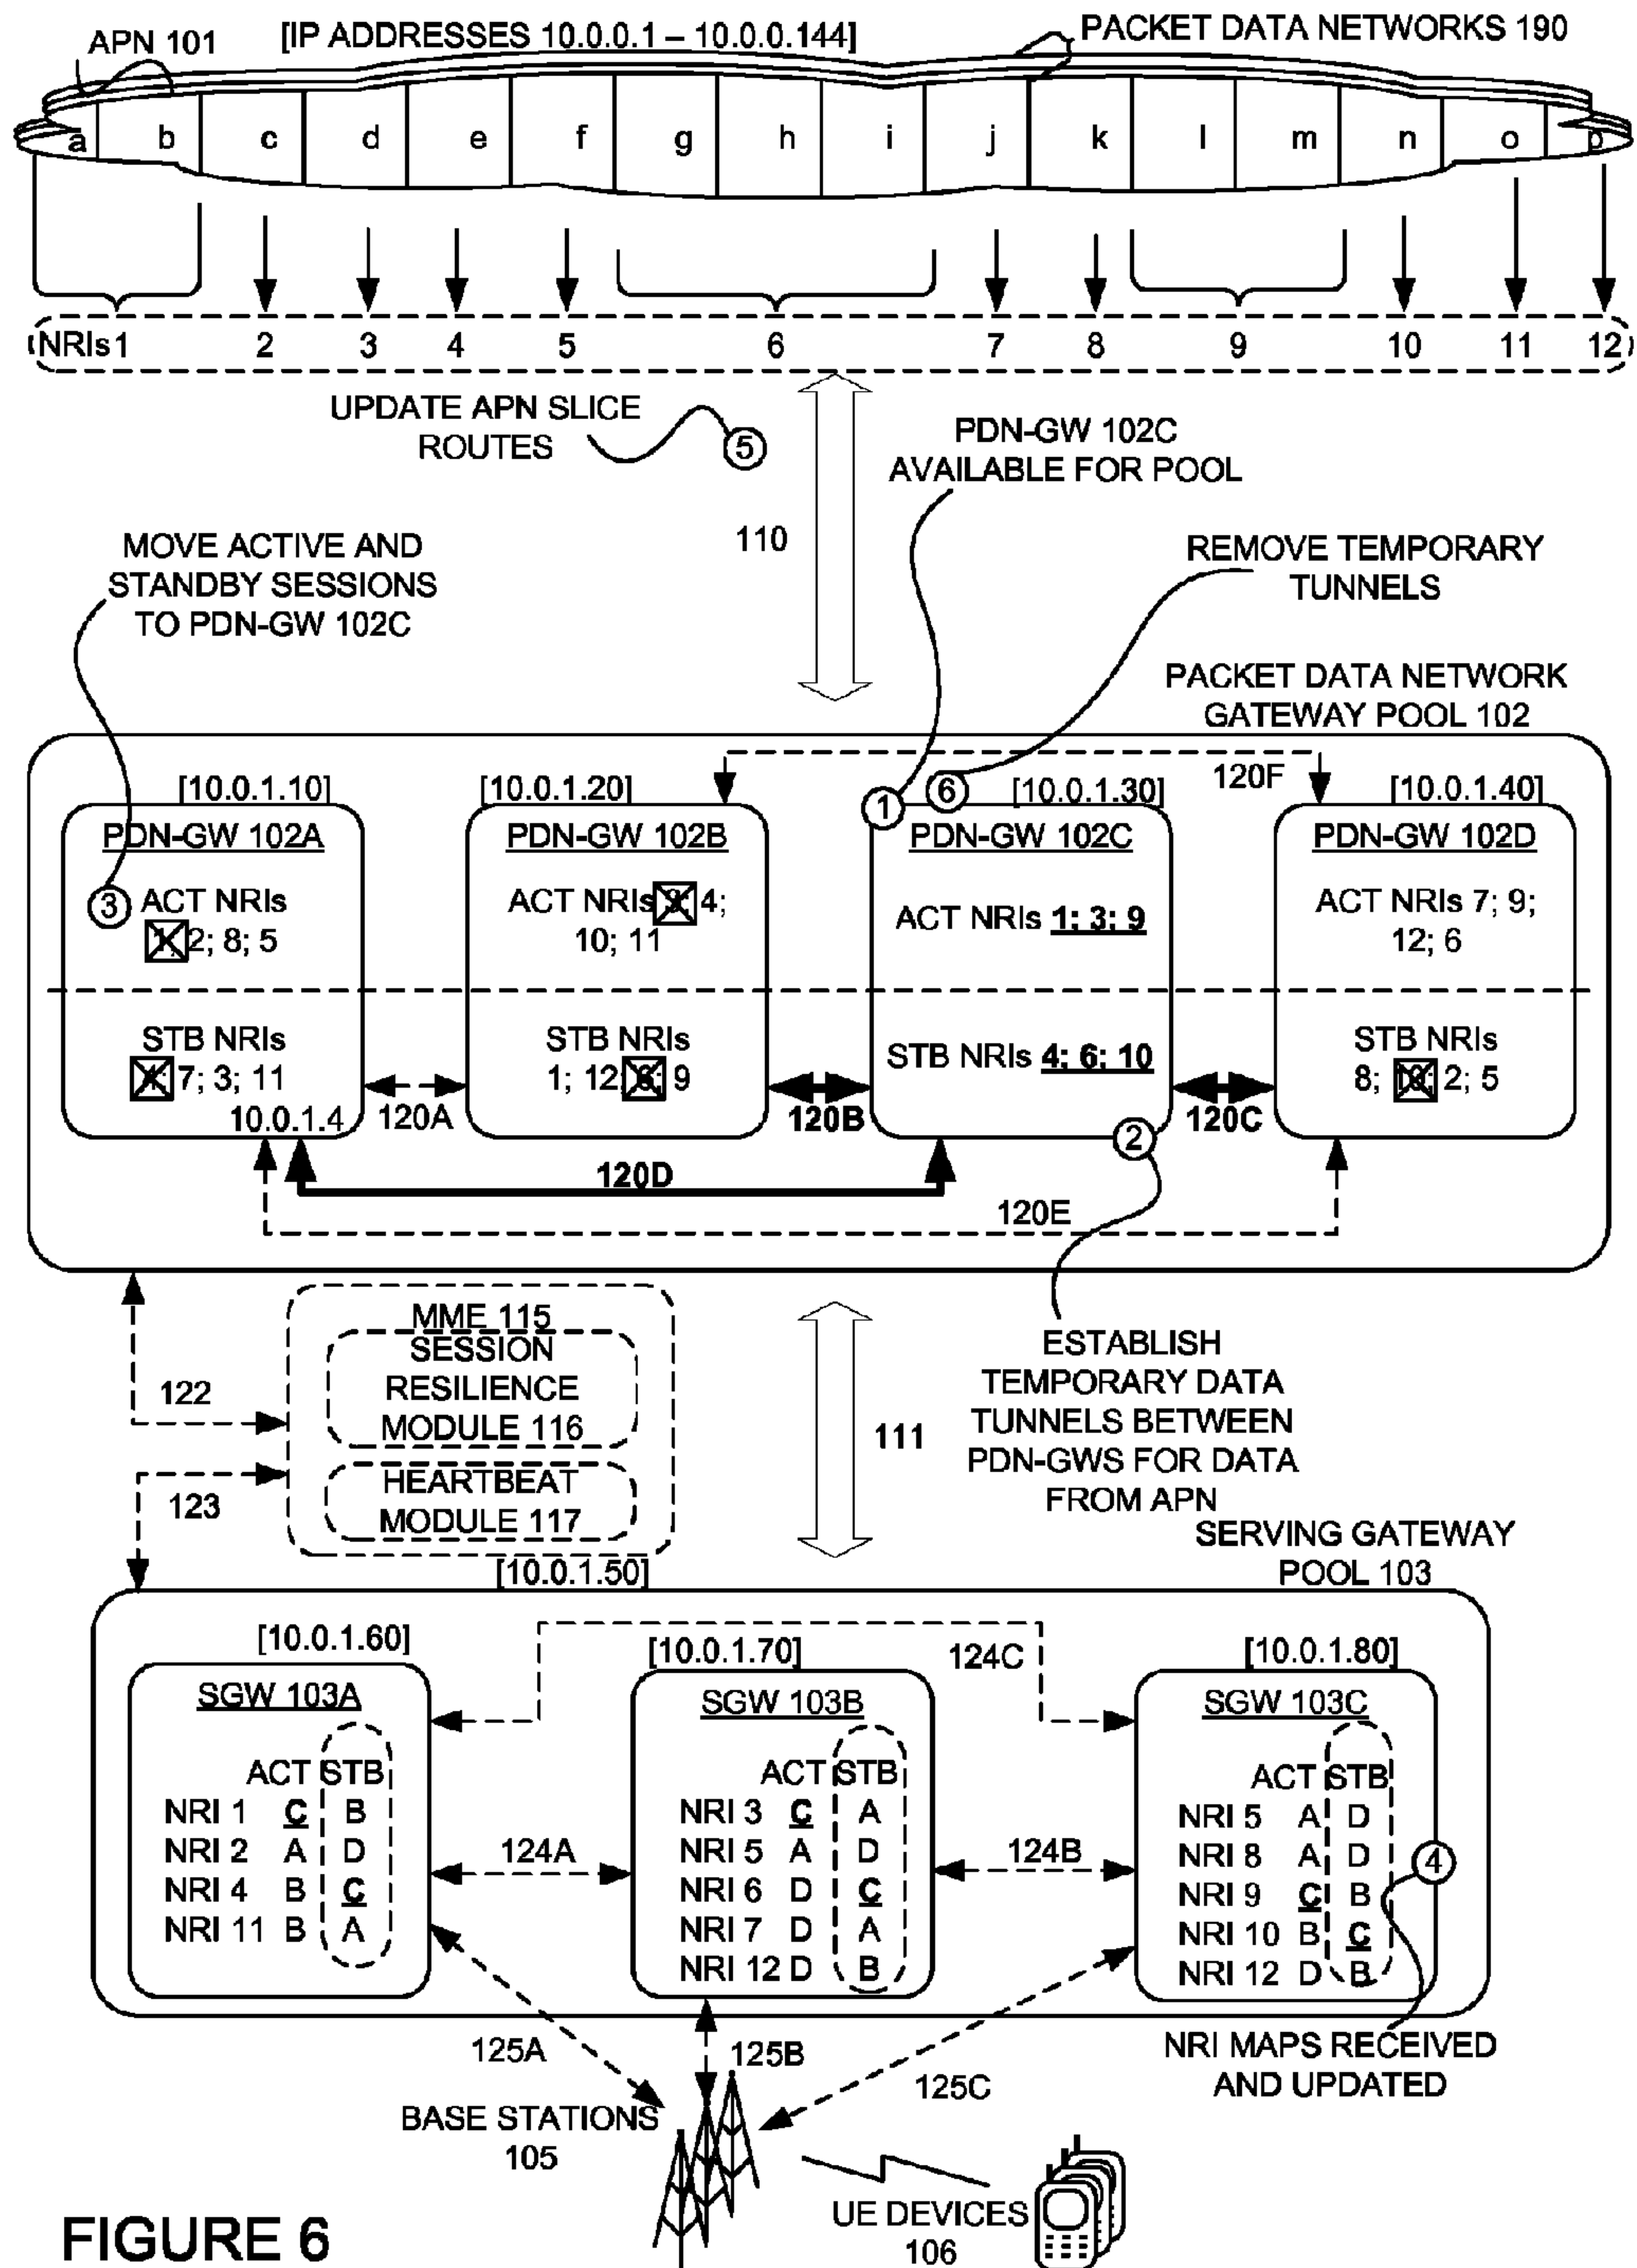 APN 101
[IP ADDRESSES 10.0.0.1 – 10.0.0.144]
PACKET DATA NETWORKS 190
a b c d e f g h i j k l m n o p
NRIs 1 2 3 4 5 6 7 8 9 10 11 12
UPDATE APN SLICE
ROUTES
5
PDN-GW 102C
AVAILABLE FOR POOL
110
MOVE ACTIVE AND
STANDBY SESSIONS
TO PDN-GW 102C
REMOVE TEMPORARY
TUNNELS
PACKET DATA NETWORK
GATEWAY POOL 102
120F
[10.0.1.10]
[10.0.1.20]
1
6
[10.0.1.30]
[10.0.1.40]
PDN-GW 102A
3
ACT NRIs
2; 8; 5
STB NRIs
7; 3; 11
10.0.1.4
120A
PDN-GW 102B
ACT NRIs 4;
10; 11
STB NRIs
1; 12; 9
120B
PDN-GW 102C
ACT NRIs 1; 3; 9
STB NRIs 4; 6; 10
2
120C
PDN-GW 102D
ACT NRIs 7; 9;
12; 6
STB NRIs
8; 2; 5
120D
120E
122
123
MME 115
SESSION
RESILIENCE
MODULE 116
HEARTBEAT
MODULE 117
[10.0.1.50]
111
ESTABLISH
TEMPORARY DATA
TUNNELS BETWEEN
PDN-GWS FOR DATA
FROM APN
SERVING GATEWAY
POOL 103
[10.0.1.60]
[10.0.1.70]
124C
[10.0.1.80]
SGW 103A
ACT STB
NRI 1 C B
NRI 2 A D
NRI 4 B C
NRI 11 B A
124A
SGW 103B
ACT STB
NRI 3 C A
NRI 5 A D
NRI 6 D C
NRI 7 D A
NRI 12 D B
124B
SGW 103C
ACT STB
NRI 5 A D
NRI 8 A D
NRI 9 C B
NRI 10 B C
NRI 12 D B
4
NRI MAPS RECEIVED
AND UPDATED
125A
125B
125C
BASE STATIONS
105
UE DEVICES
106
FIGURE 6